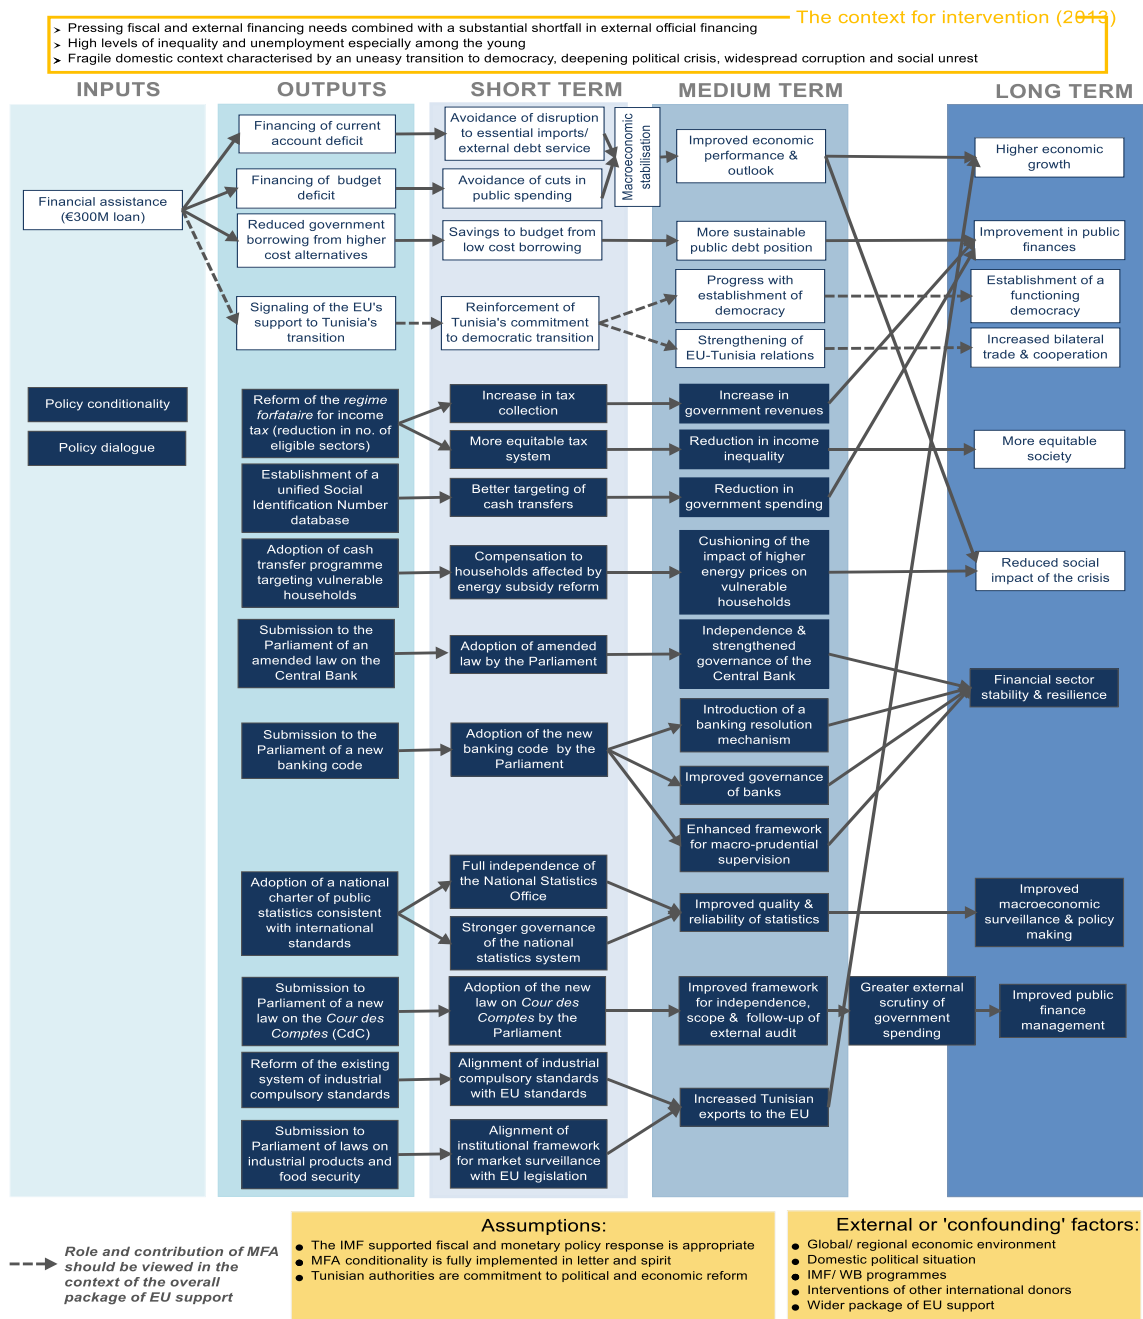 The context for intervention (2013)
Pressing fiscal and external financing needs combined with a substantial shortfall in external official financing
High levels of inequality and unemployment especially among the young
Fragile domestic context characterised by an uneasy transition to democracy, deepening political crisis, widespread corruption and social unrest
INPUTS
OUTPUTS
SHORT TERM
MEDIUM TERM
LONG TERM
Financial assistance
(€300M loan)
Policy conditionality
Policy dialogue
Financing of current
account deficit
Financing of budget
deficit
Reduced government
borrowing from higher
cost alternatives
Signaling of the EU's
support to Tunisia's
transition
Reform of the regime
forfataire for income
tax (reduction in no. of
eligible sectors)
Establishment of a
unified Social
Identification Number
database
Adoption of cash
transfer programme
targeting vulnerable
households
Submission to the
Parliament of an
amended law on the
Central Bank
Submission to the
Parliament of a new
banking code
Adoption of a national
charter of public
statistics consistent
with international
standards
Submission to
Parliament of a new
law on the Cour des
Comptes (CdC)
Reform of the existing
system of industrial
compulsory standards
Submission to
Parliament of laws on
industrial products and
food security
Avoidance of disruption
to essential imports/
external debt service
Avoidance of cuts in
public spending
Macroeconomic
stabilisation
Savings to budget from
low cost borrowing
Reinforcement of
Tunisia's commitment
to democratic transition
Increase in tax
collection
More equitable tax
system
Better targeting of
cash transfers
Compensation to
households affected by
energy subsidy reform
Adoption of amended
law by the Parliament
Adoption of the new
banking code by the
Parliament
Full independence of
the National Statistics
Office
Stronger governance
of the national
statistics system
Adoption of the new
law on Cour des
Comptes by the
Parliament
Alignment of industrial
compulsory standards
with EU standards
Alignment of
institutional framework
for market surveillance
with EU legislation
Improved economic
performance &
outlook
More sustainable
public debt position
Progress with
establishment of
democracy
Strengthening of
EU-Tunisia relations
Increase in
government revenues
Reduction in income
inequality
Reduction in
government spending
Cushioning of the
impact of higher
energy prices on
vulnerable
households
Independence &
strengthened
governance of the
Central Bank
Introduction of a
banking resolution
mechanism
Improved governance
of banks
Enhanced framework
for macro-prudential
supervision
Improved quality &
reliability of statistics
Improved framework
for independence,
scope & follow-up of
external audit
Increased Tunisian
exports to the EU
Greater external
scrutiny of
government
spending
Higher economic
growth
Improvement in public
finances
Establishment of a
functioning
democracy
Increased bilateral
trade & cooperation
More equitable
society
Reduced social
impact of the crisis
Financial sector
stability & resilience
Improved
macroeconomic
surveillance & policy
making
Improved public
finance
management
Role and contribution of MFA
should be viewed in the
context of the overall
package of EU support
Assumptions:
The IMF supported fiscal and monetary policy response is appropriate
MFA conditionality is fully implemented in letter and spirit
Tunisian authorities are commitment to political and economic reform
External or 'confounding' factors:
Global/ regional economic environment
Domestic political situation
IMF/ WB programmes
Interventions of other international donors
Wider package of EU support